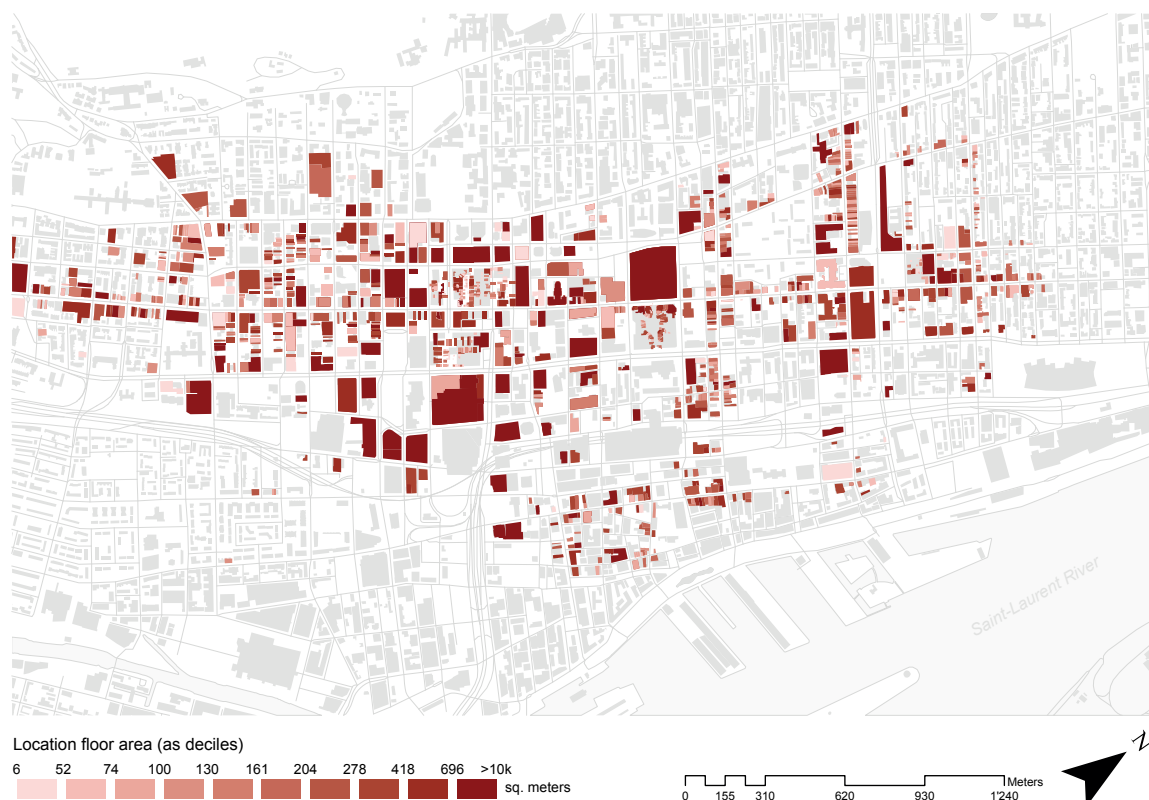 Saint-Laurent River
Location floor area (as deciles)
6 52 74 100 130 161 204 278 418 696 >10k
sq. meters
N
Meters
0 155 310 620 930 1'240